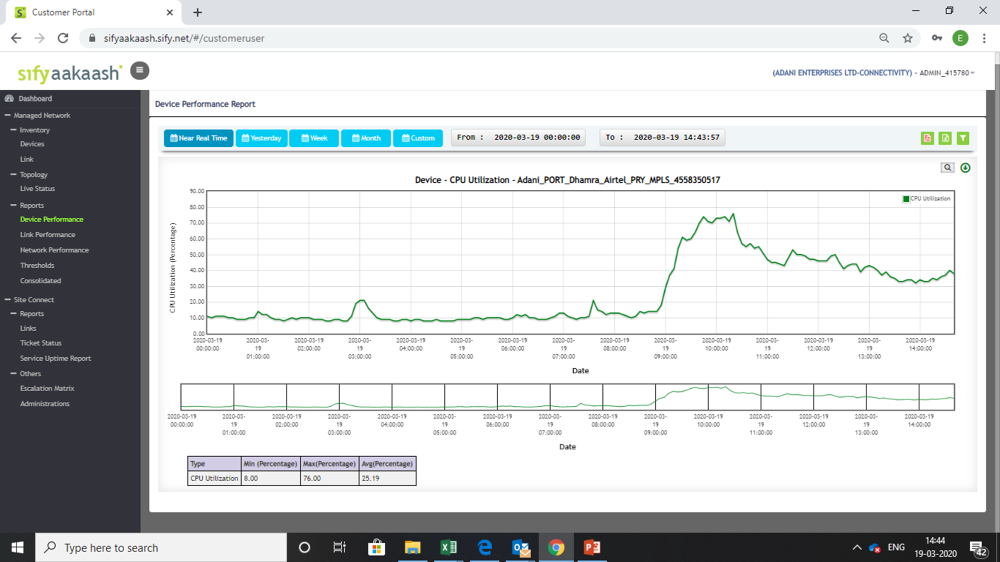 Customer Portal
sifyaakaash.sify.net/#/customeruser
E
sifyaakaash
(ADANI ENTERPRISES LTD-CONNECTIVITY) - ADMIN_415780
Dashboard
Managed Network
Inventory
Devices
Link
Topology
Live Status
Reports
Device Performance
Link Performance
Network Performance
Thresholds
Consolidated
Site Connect
Reports
Links
Ticket Status
Service Uptime Report
Others
Escalation Matrix
Administrations
Device Performance Report
Near Real Time Yesterday Week Month Custom From : 2020-03-19 00:00:00 To : 2020-03-19 14:43:57
Device - CPU Utilization - Adani_PORT_Dhamra_Airtel_PRY_MPLS_4558350517
CPU Utilization
CPU Utilization (Percentage)
90.00
80.00
70.00
60.00
50.00
40.00
30.00
20.00
10.00
0.00
2020-03-19 2020-03- 2020-03-19 2020-03- 2020-03-19 2020-03- 2020-03-19 2020-03- 2020-03-19 2020-03- 2020-03-19 2020-03- 2020-03-19 2020-03- 2020-03-19
00:00:00 19 02:00:00 19 04:00:00 19 06:00:00 19 08:00:00 19 10:00:00 19 12:00:00 19 14:00:00
01:00:00 03:00:00 05:00:00 07:00:00 09:00:00 11:00:00 13:00:00
Date
2020-03-19 2020-03- 2020-03-19 2020-03- 2020-03-19 2020-03- 2020-03-19 2020-03- 2020-03-19 2020-03- 2020-03-19 2020-03- 2020-03-19 2020-03- 2020-03-19
00:00:00 19 02:00:00 19 04:00:00 19 06:00:00 19 08:00:00 19 10:00:00 19 12:00:00 19 14:00:00
01:00:00 03:00:00 05:00:00 07:00:00 09:00:00 11:00:00 13:00:00
Date
Type Min (Percentage) Max(Percentage) Avg(Percentage)
CPU Utilization 8.00 76.00 25.19
Type here to search
ENG
14:44
19-03-2020
42